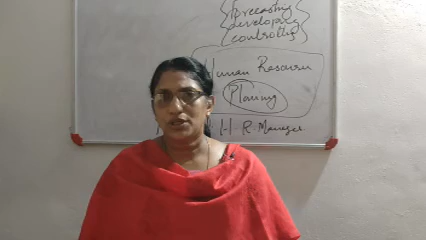 forecasting
developing
controlling
Human Resource
Planning
H-R-Manager